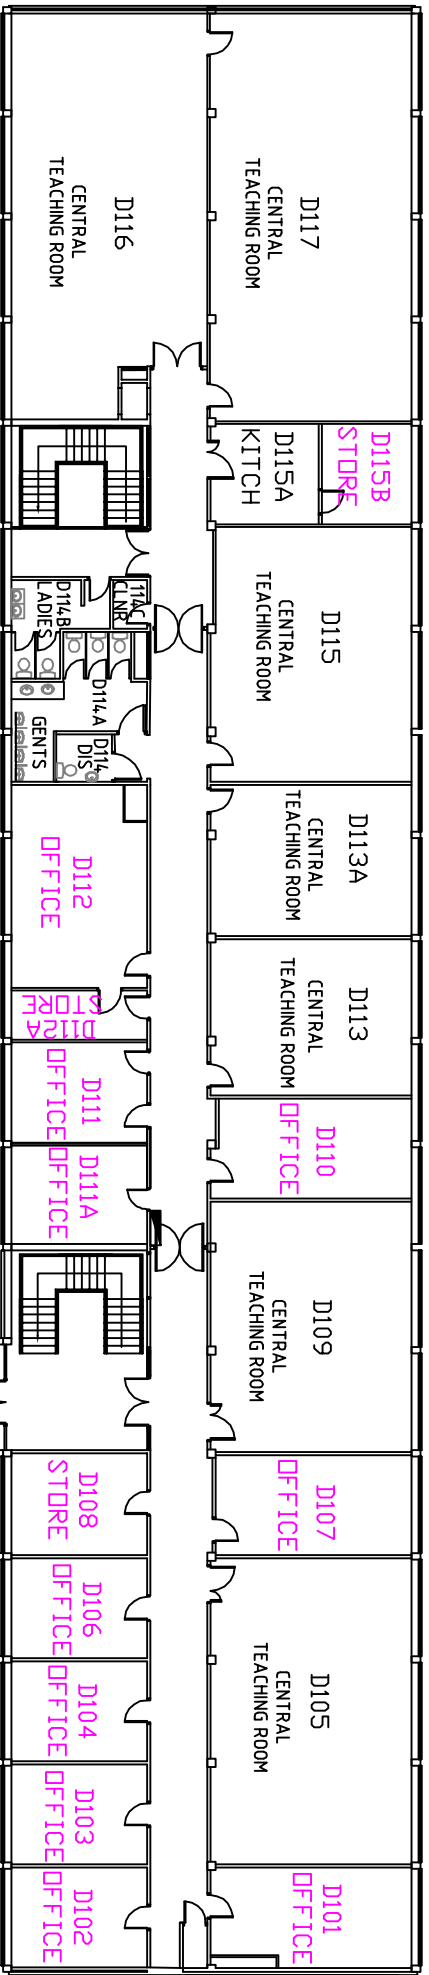 D116
CENTRAL
TEACHING ROOM
D117
CENTRAL
TEACHING ROOM
D115A
KITCH
D115B
STORE
114C
CLNR
D114B
LADIES
D114A
GENTS
D114
DIS
D115
CENTRAL
TEACHING ROOM
D113A
CENTRAL
TEACHING ROOM
D112
OFFICE
D112A
STORE
D113
CENTRAL
TEACHING ROOM
D111
OFFICE
D110
OFFICE
D111A
OFFICE
D109
CENTRAL
TEACHING ROOM
D108
STORE
D107
OFFICE
D106
OFFICE
D105
CENTRAL
TEACHING ROOM
D104
OFFICE
D103
OFFICE
D102
OFFICE
D101
OFFICE